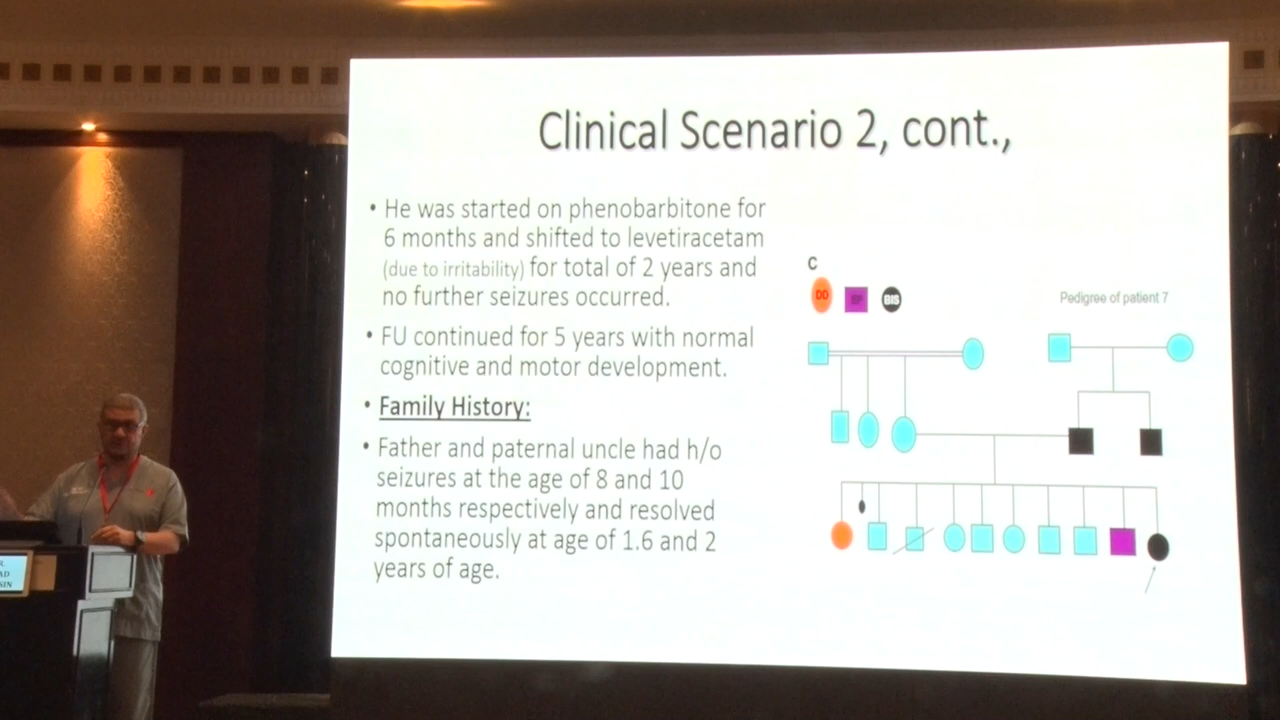 Clinical Scenario 2, cont.,
• He was started on phenobarbitone for
6 months and shifted to levetiracetam
(due to irritability) for total of 2 years and
no further seizures occurred.
• FU continued for 5 years with normal
cognitive and motor development.
• Family History:
• Father and paternal uncle had h/o
seizures at the age of 8 and 10
months respectively and resolved
spontaneously at age of 1.6 and 2
years of age.
C
DD
BIS
Pedigree of patient 7